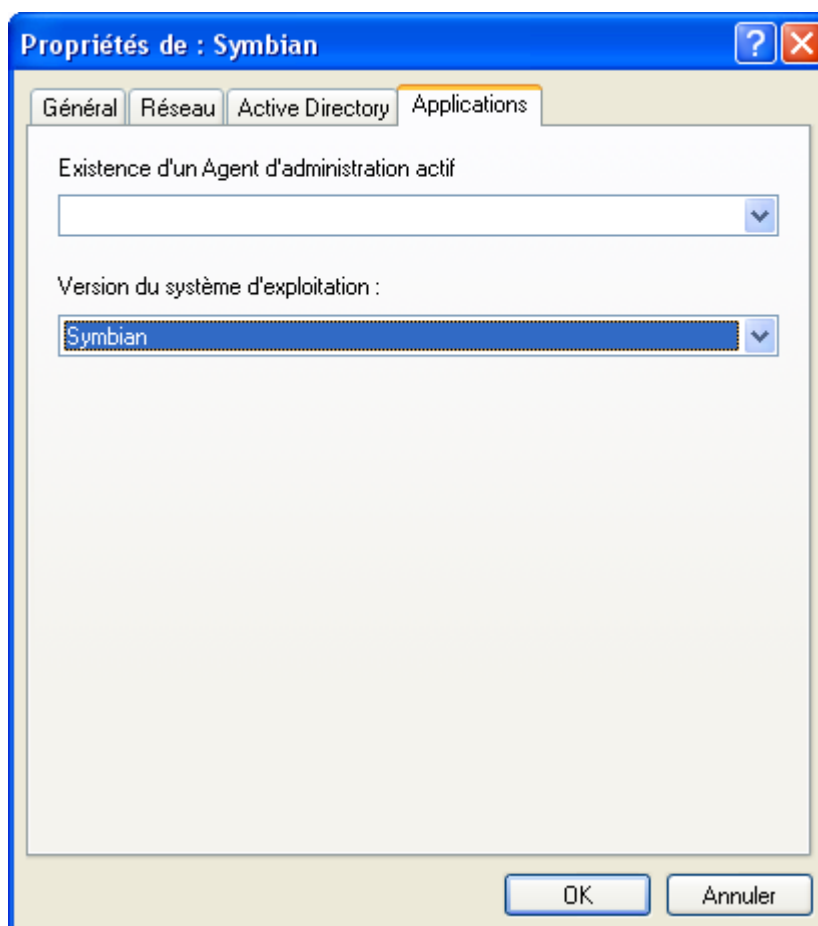 Propriétés de : Symbian
Général Réseau Active Directory Applications
Existence d'un Agent d'administration actif
Version du système d'exploitation :
Symbian
OK Annuler